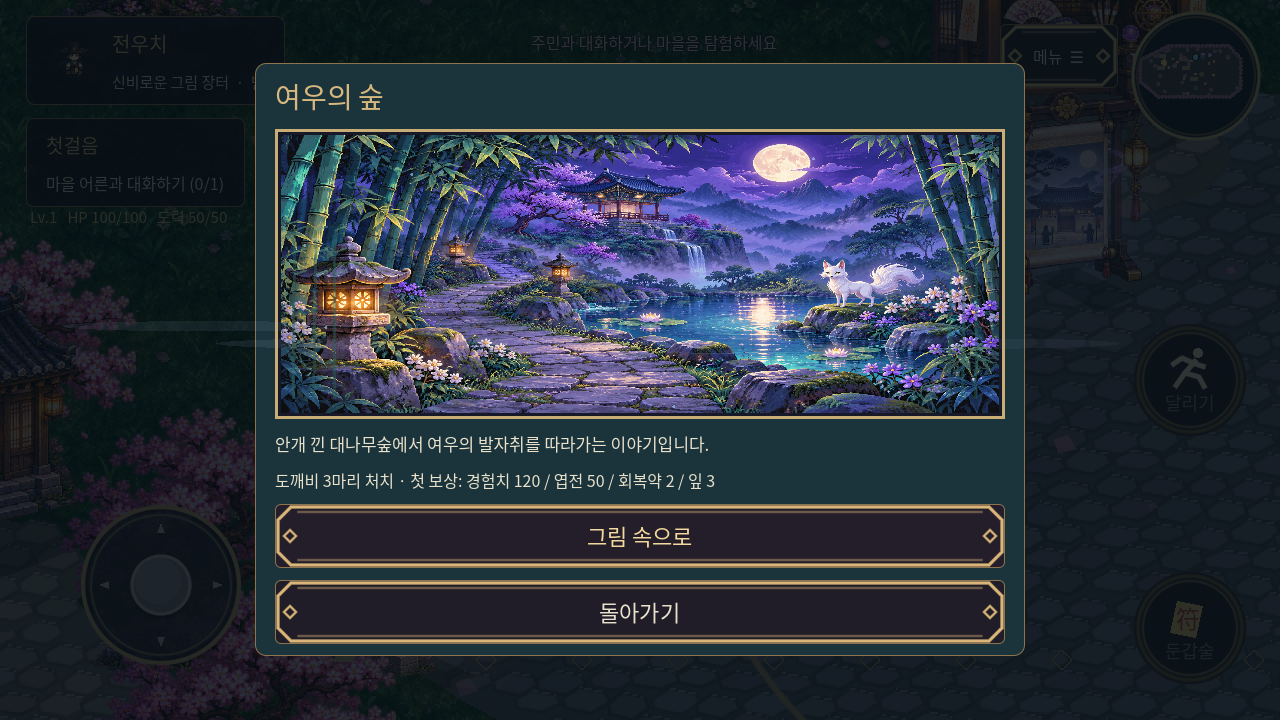 전우치
주민과 대화하거나 마을을 탐험하세요
신비로운 그림 장터 ·
메뉴 ☰
여우의 숲
첫걸음
마을 어른과 대화하기 (0/1)
Lv.1 HP 100/100 도력 50/50
안개 낀 대나무숲에서 여우의 발자취를 따라가는 이야기입니다.
도깨비 3마리 처치 · 첫 보상: 경험치 120 / 엽전 50 / 회복약 2 / 잎 3
그림 속으로
돌아가기
달리기
符
둔갑술